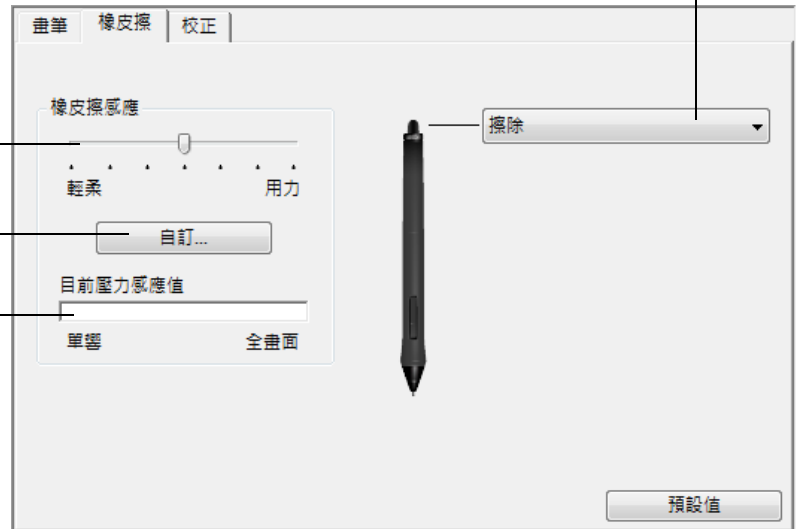 畫筆 橡皮擦 校正
橡皮擦感應
擦除
輕柔 用力
自訂...
目前壓力感應值
單響 全畫面
預設值